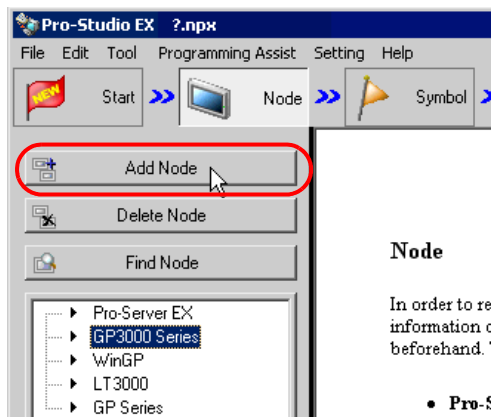 Pro-Studio EX ?.npx
File Edit Tool Programming Assist Setting Help
NEW Start Node Symbol
Add Node
Delete Node
Find Node
Pro-Server EX
GP3000 Series
WinGP
LT3000
GP Series
Node
In order to re
information
beforehand.
• Pro-S